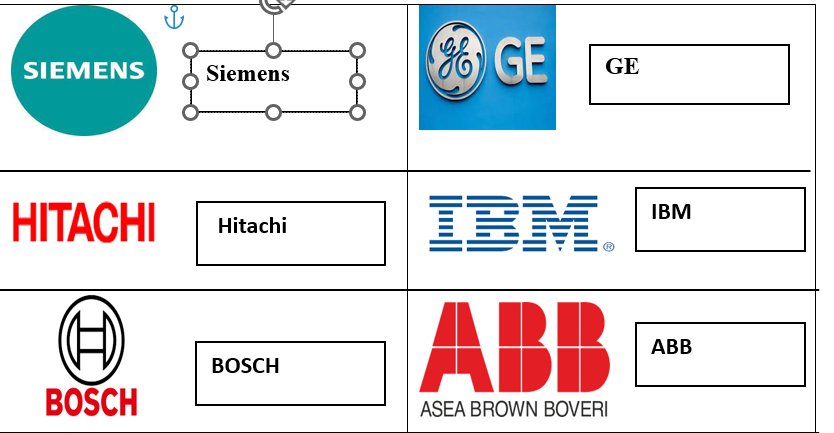 SIEMENS
Siemens
GE
GE
HITACHI
Hitachi
IBM®
IBM
BOSCH
BOSCH
ABB
ASEA BROWN BOVERI
ABB